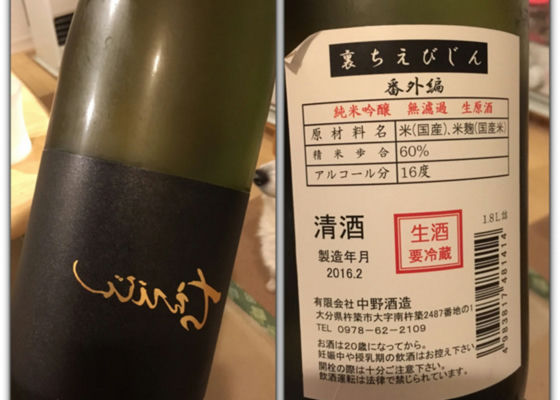 ちえびじん
裏ちえびじん
番外編
純米吟醸 無濾過 生原酒
原材料名 米(国産)、米麹(国産米)
精米歩合 60%
アルコール分 16度
清酒
製造年月
2016.2
生酒
要冷蔵
1.8L詰
4983817481414
有限会社中野酒造
大分県杵築市大字南杵築2487番地の1
TEL 0978-62-2109
お酒は20歳になってから。
妊娠中や授乳期の飲酒はお控え下さい
開栓の際は十分ご注意下さい。
飲酒運転は法律で禁じられています。